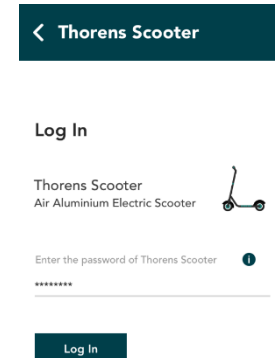 Thorens Scooter
Log In
Thorens Scooter
Air Aluminium Electric Scooter
Enter the password of Thorens Scooter
i
********
Log In